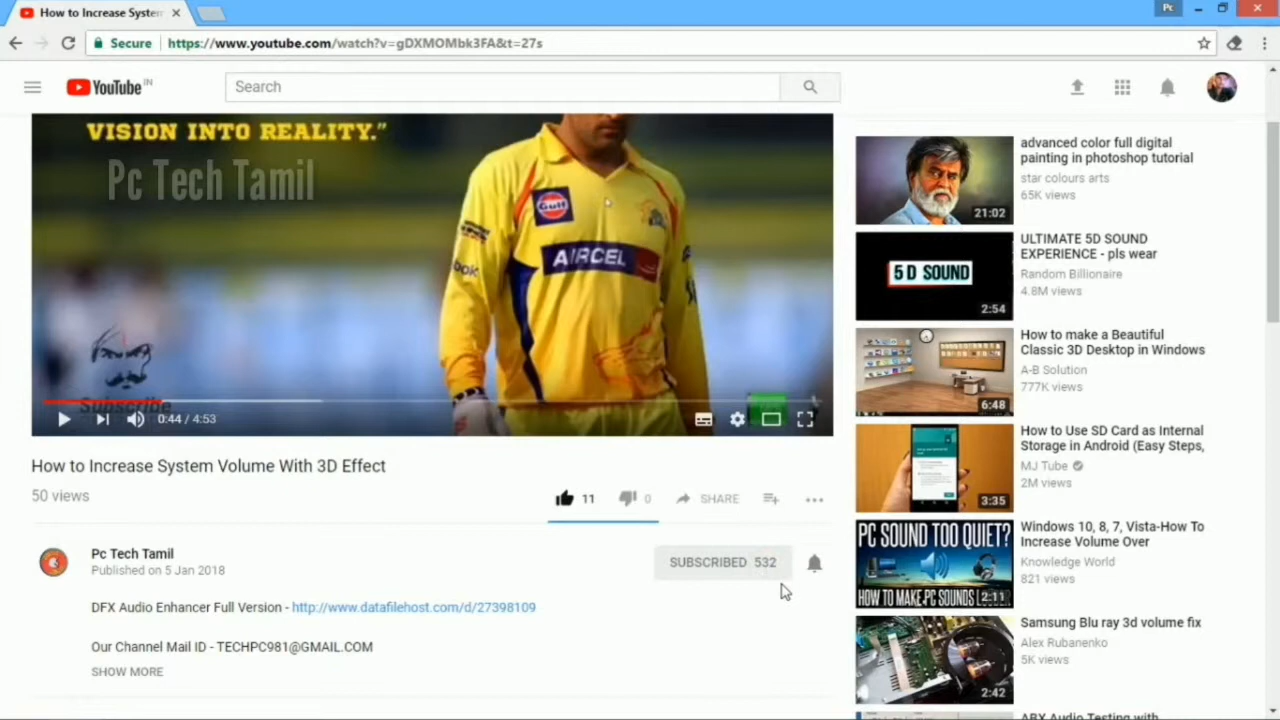 How to Increase System
Pc
Secure
https://www.youtube.com/watch?v=gDXMOMbk3FA&t=27s
YouTube IN
Search
VISION INTO REALITY.”
Pc Tech Tamil
Gulf
AIRCEL
Subscribe
0:44 / 4:53
How to Increase System Volume With 3D Effect
50 views
11
0
SHARE
Pc Tech Tamil
Published on 5 Jan 2018
SUBSCRIBED 532
DFX Audio Enhancer Full Version - http://www.datafilehost.com/d/27398109
Our Channel Mail ID - TECHPC981@GMAIL.COM
SHOW MORE
21:02
advanced color full digital
painting in photoshop tutorial
star colours arts
65K views
5 D SOUND
2:54
ULTIMATE 5D SOUND
EXPERIENCE - pls wear
Random Billionaire
4.8M views
6:48
How to make a Beautiful
Classic 3D Desktop in Windows
A-B Solution
777K views
3:35
How to Use SD Card as Internal
Storage in Android (Easy Steps,
MJ Tube
2M views
PC SOUND TOO QUIET?
HOW TO MAKE PC SOUNDS
2:11
Windows 10, 8, 7, Vista-How To
Increase Volume Over
Knowledge World
821 views
2:42
Samsung Blu ray 3d volume fix
Alex Rubanenko
5K views
ABX Audio Testing with